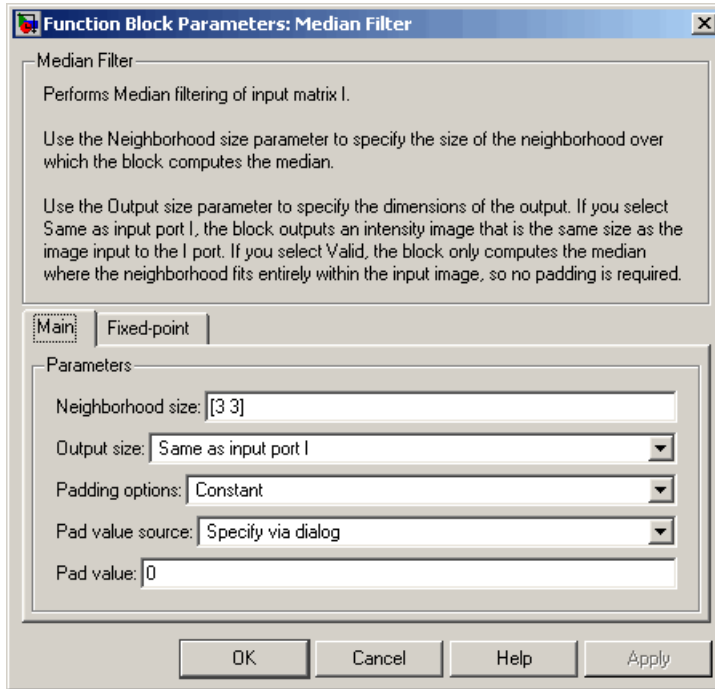 Function Block Parameters: Median Filter
Median Filter
Performs Median filtering of input matrix I.
Use the Neighborhood size parameter to specify the size of the neighborhood over
which the block computes the median.
Use the Output size parameter to specify the dimensions of the output. If you select
Same as input port I, the block outputs an intensity image that is the same size as the
image input to the I port. If you select Valid, the block only computes the median
where the neighborhood fits entirely within the input image, so no padding is required.
Main Fixed-point
Parameters
Neighborhood size: [3 3]
Output size: Same as input port I
Padding options: Constant
Pad value source: Specify via dialog
Pad value: 0
OK Cancel Help Apply